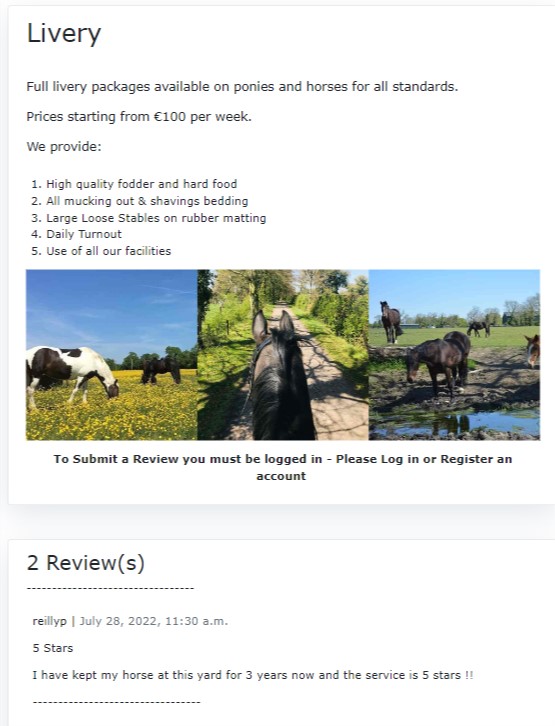 Livery
Full livery packages available on ponies and horses for all standards.
Prices starting from €100 per week.
We provide:
1. High quality fodder and hard food
2. All mucking out & shavings bedding
3. Large Loose Stables on rubber matting
4. Daily Turnout
5. Use of all our facilities
To Submit a Review you must be logged in - Please Log in or Register an
account
2 Review(s)
---------------------------------
reillyp | July 28, 2022, 11:30 a.m.
5 Stars
I have kept my horse at this yard for 3 years now and the service is 5 stars !!
---------------------------------